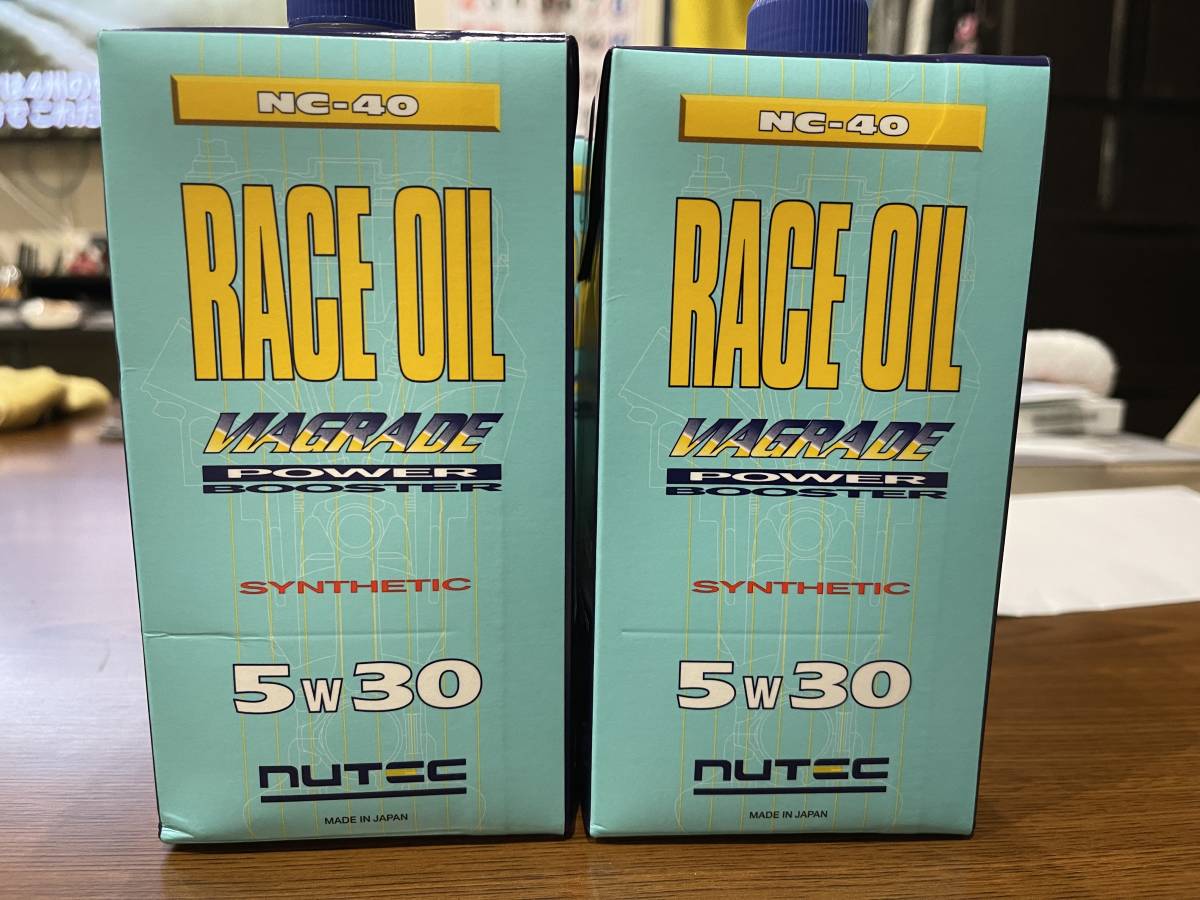 NC-40
RACE OIL
VIAGRADE
POWER
BOOSTER
SYNTHETIC
5W30
NUTEC
MADE IN JAPAN
NC-40
RACE OIL
VIAGRADE
POWER
BOOSTER
SYNTHETIC
5W30
NUTEC
MADE IN JAPAN